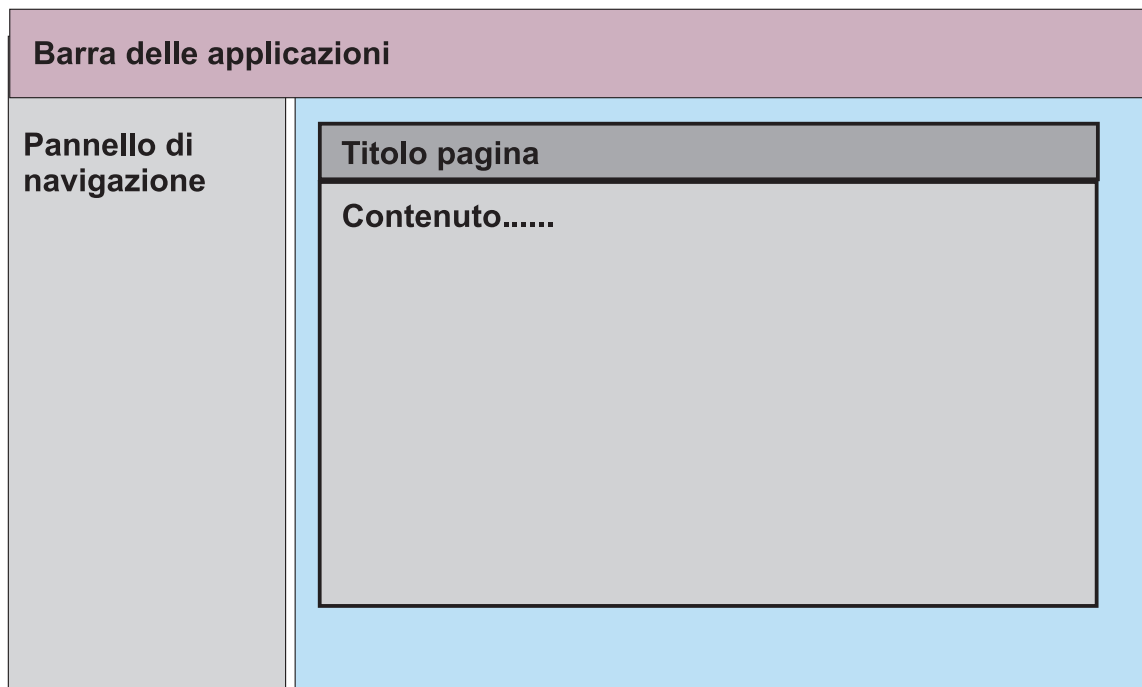 Barra delle applicazioni
Pannello di
navigazione
Titolo pagina
Contenuto......